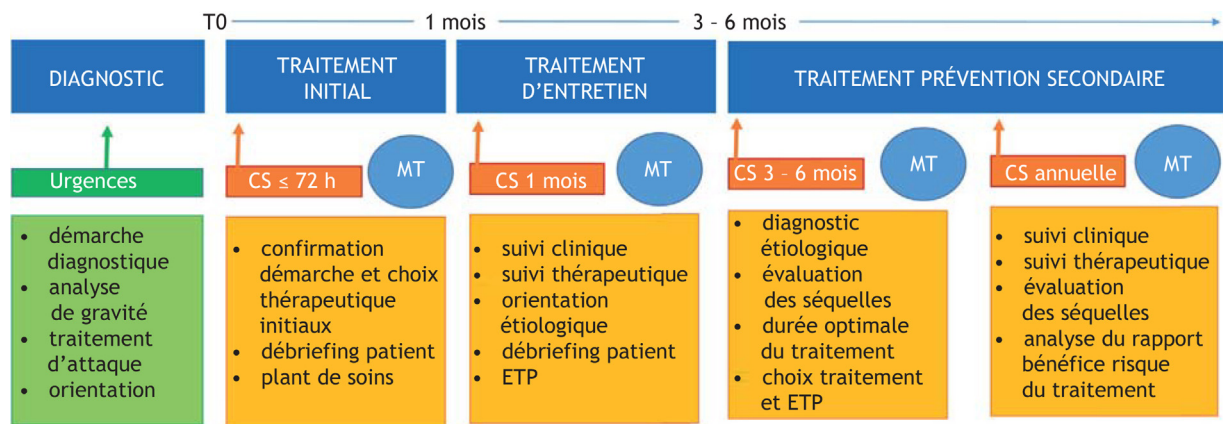 T0
1 mois
3 – 6 mois
DIAGNOSTIC
TRAITEMENT
INITIAL
TRAITEMENT
D’ENTRETIEN
TRAITEMENT PRÉVENTION SECONDAIRE
Urgences
CS ≤ 72 h
MT
CS 1 mois
MT
CS 3 – 6 mois
MT
CS annuelle
• démarche
diagnostique
• analyse
de gravité
• traitement
d’attaque
• orientation
• confirmation
démarche et choix
thérapeutique
initiaux
• débriefing patient
• plant de soins
• suivi clinique
• suivi thérapeutique
• orientation
étiologique
• débriefing patient
• ETP
• diagnostic
étiologique
• évaluation
des séquelles
• durée optimale
du traitement
• choix traitement
et ETP
• suivi clinique
• suivi thérapeutique
• évaluation
des séquelles
• analyse du rapport
bénéfice risque
du traitement